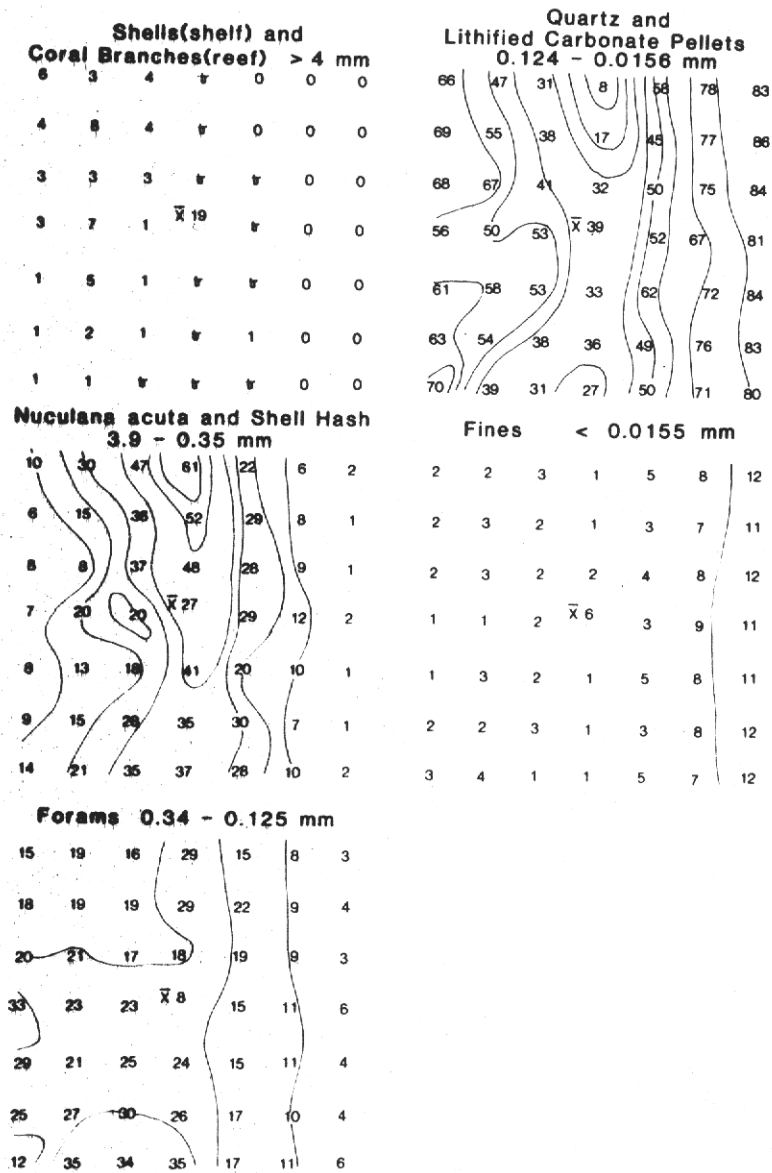 Shells(shelf) and
Coral Branches(reef) > 4 mm
6 3 4 tr 0 0 0
4 8 4 tr 0 0 0
3 3 3 tr tr 0 0
3 7 1 x̄ 19 tr 0 0
1 5 1 tr tr 0 0
1 2 1 tr 1 0 0
1 1 tr tr tr 0 0
Nuculana acuta and Shell Hash
3.9 - 0.35 mm
10 30 47 61 22 6 2
6 15 36 52 29 8 1
8 8 37 48 28 9 1
7 20 20 x̄ 27 29 12 2
8 13 18 41 20 10 1
9 15 28 35 30 7 1
14 21 35 37 28 10 2
Forams 0.34 - 0.125 mm
15 19 16 29 15 8 3
18 19 19 29 22 9 4
20 21 17 18 19 9 3
33 23 23 x̄ 8 15 11 6
29 21 25 24 15 11 4
25 27 30 26 17 10 4
12 35 34 35 17 11 6
Quartz and
Lithified Carbonate Pellets
0.124 - 0.0156 mm
66 47 31 8 58 78 83
69 55 38 17 45 77 86
68 67 41 32 50 75 84
56 50 53 x̄ 39 52 67 81
61 58 53 33 62 72 84
63 54 38 36 49 76 83
70 39 31 27 50 71 80
Fines < 0.0155 mm
2 2 3 1 5 8 12
2 3 2 1 3 7 11
2 3 2 2 4 8 12
1 1 2 x̄ 6 3 9 11
1 3 2 1 5 8 11
2 2 3 1 3 8 12
3 4 1 1 5 7 12